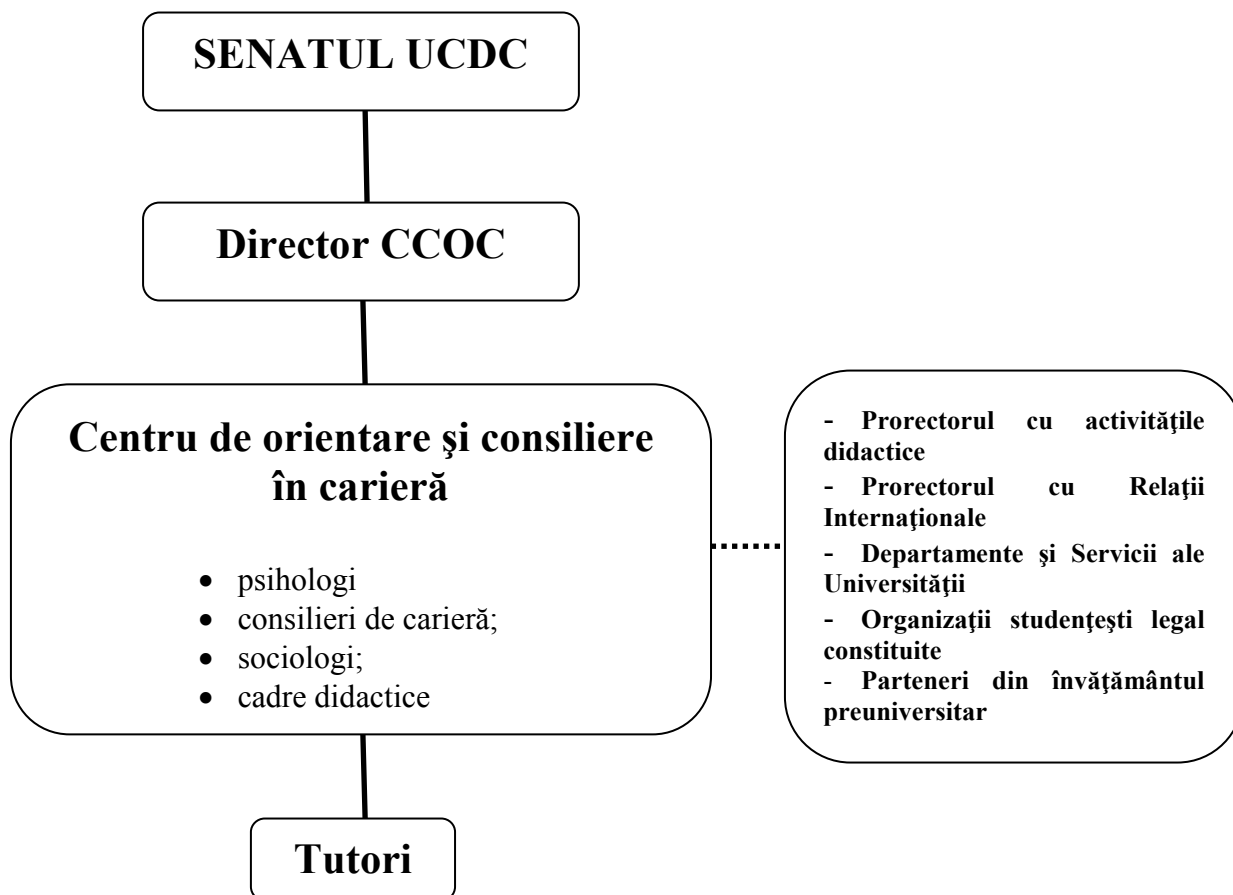 SENATUL UCDC
Director CCOC
Centru de orientare şi consiliere
în carieră
• psihologi
• consilieri de carieră;
• sociologi;
• cadre didactice
- Prorectorul cu activităţile
didactice
- Prorectorul cu Relaţii
Internaţionale
- Departamente şi Servicii ale
Universităţii
- Organizaţii studenţeşti legal
constituite
- Parteneri din învăţământul
preuniversitar
Tutori